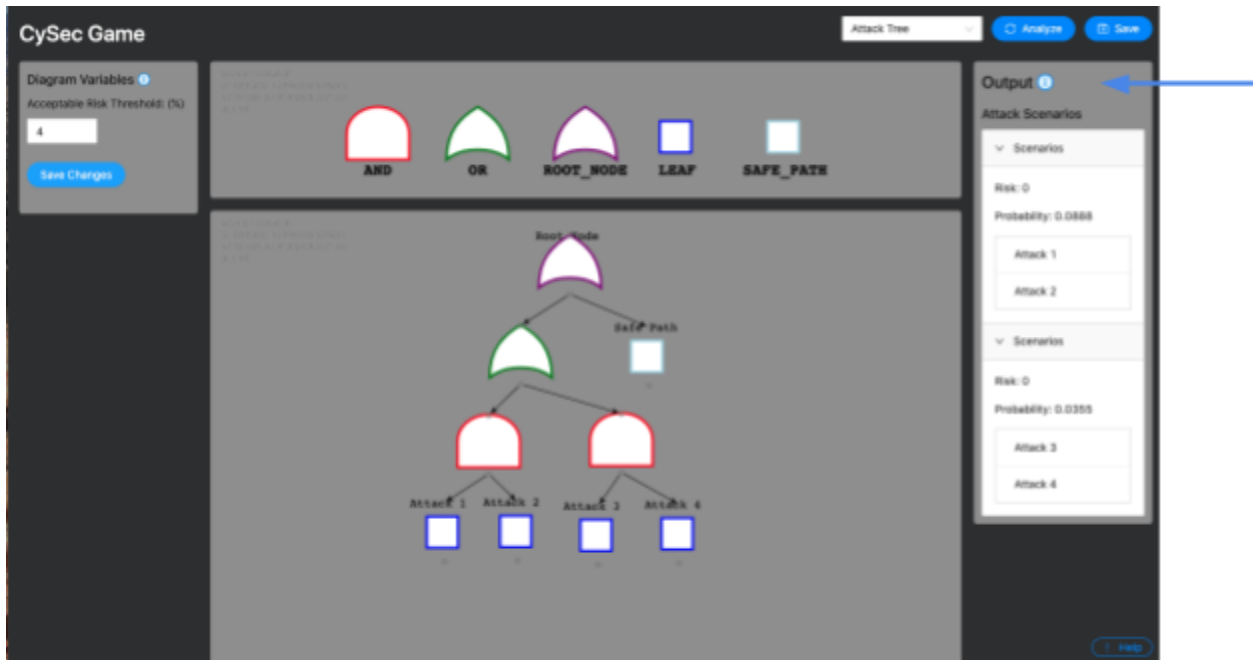 CySec Game
Attack Tree
Analyze
Save
Diagram Variables
Acceptable Risk Threshold: (%)
4
Save Changes
AND OR ROOT_NODE LEAF SAFE_PATH
Root Node
Safe Path
Attack 1 Attack 2 Attack 3 Attack 4
Output
Attack Scenarios
Scenarios
Risk: 0
Probability: 0.0888
Attack 1
Attack 2
Scenarios
Risk: 0
Probability: 0.0355
Attack 3
Attack 4
? Help